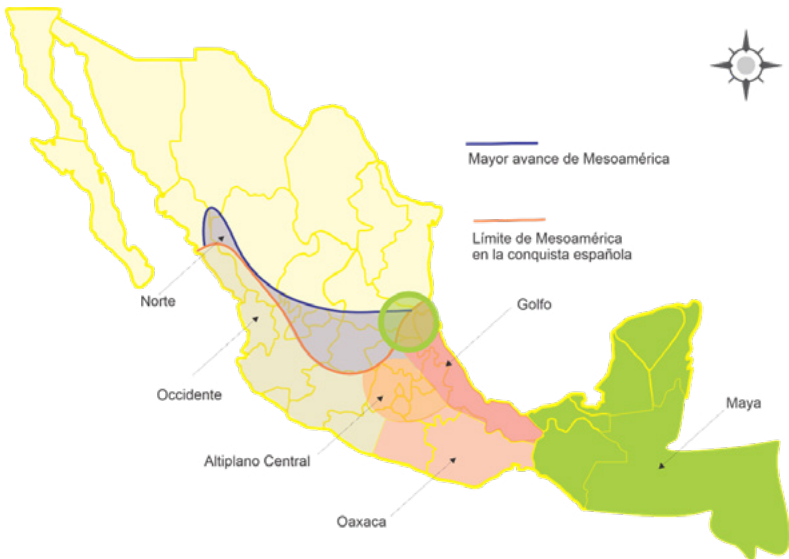 Mayor avance de Mesoamérica
Límite de Mesoamérica
en la conquista española
Norte
Golfo
Occidente
Maya
Altiplano Central
Oaxaca